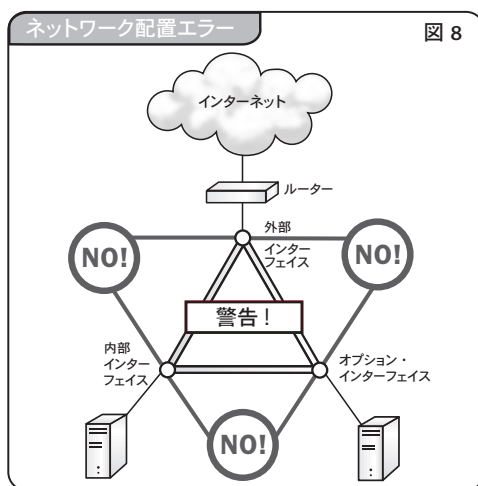 ネットワーク配置エラー
図 8
インターネット
ルーター
外部
インター
フェイス
NO!
NO!
警告!
内部
インター
フェイス
オプション・
インターフェイス
NO!